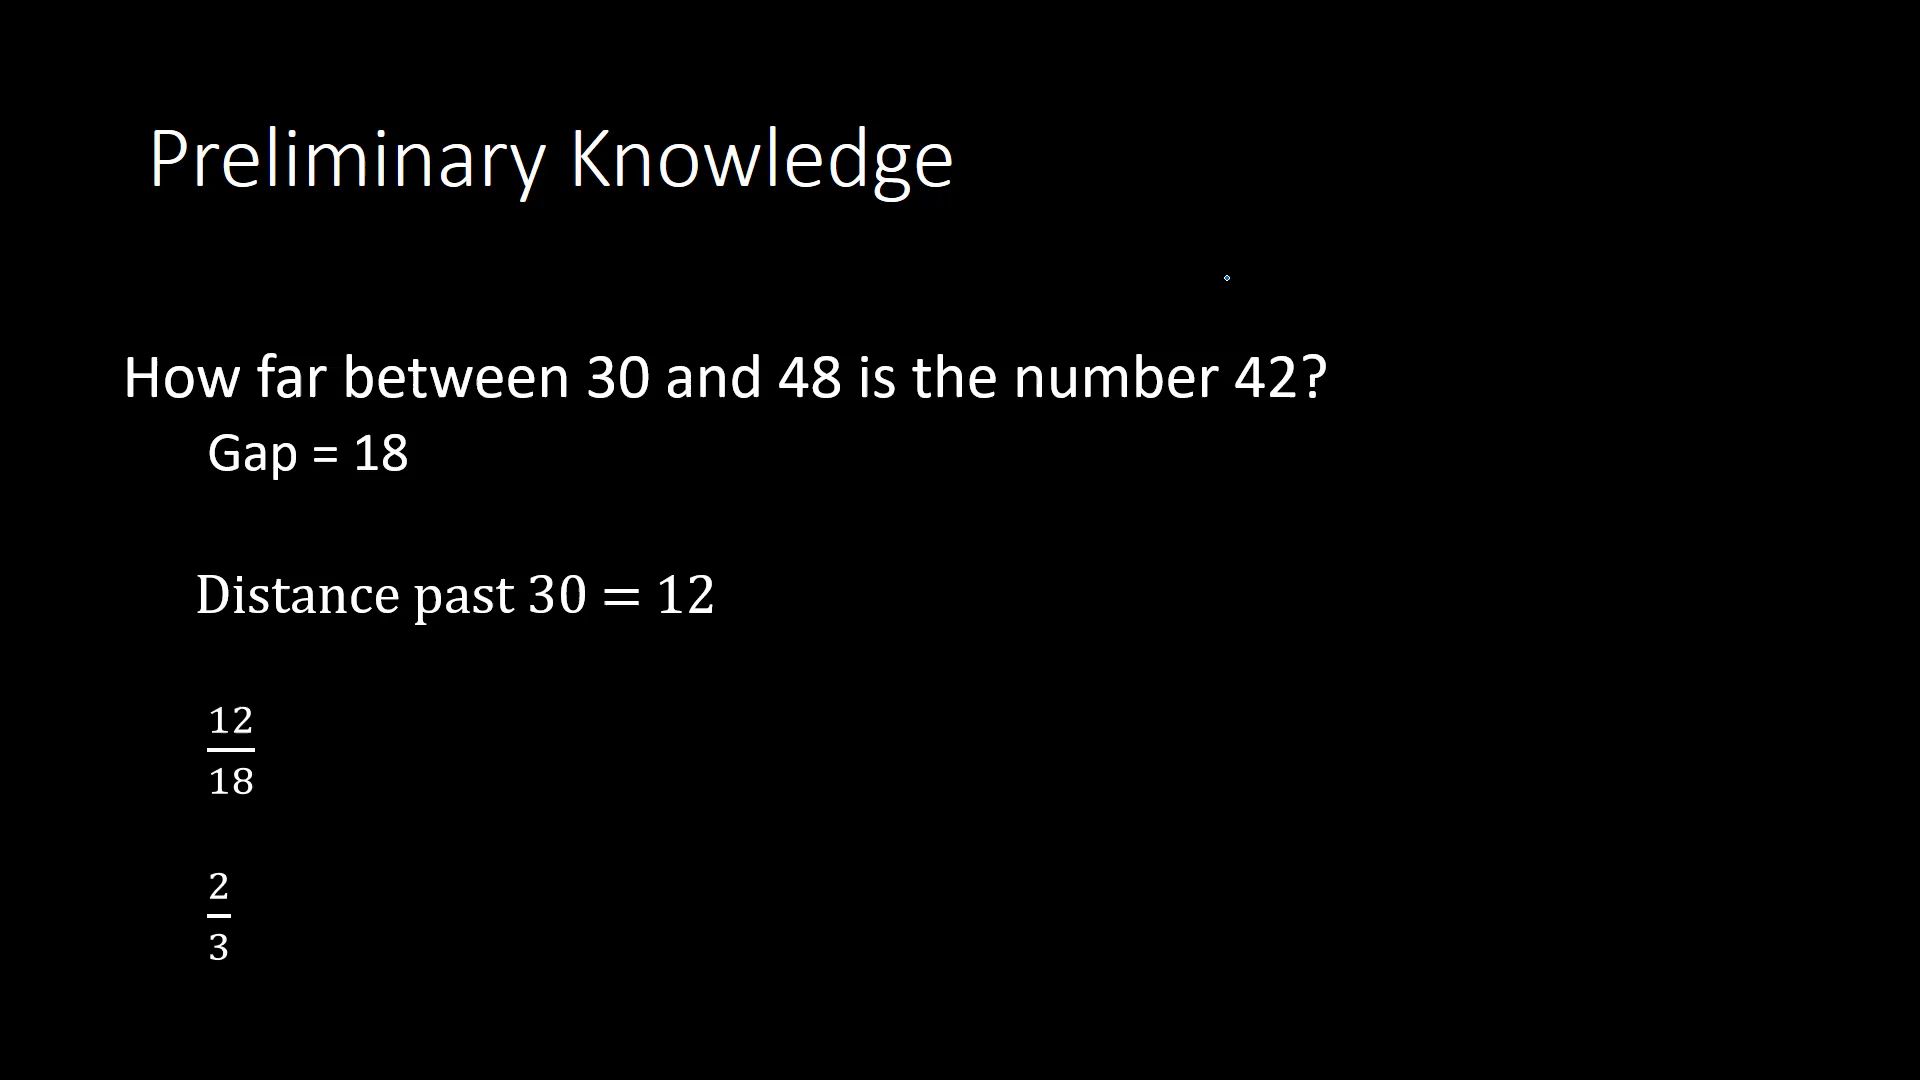 Preliminary Knowledge
How far between 30 and 48 is the number 42?
Gap = 18
Distance past 30 = 12
12
18
2
3